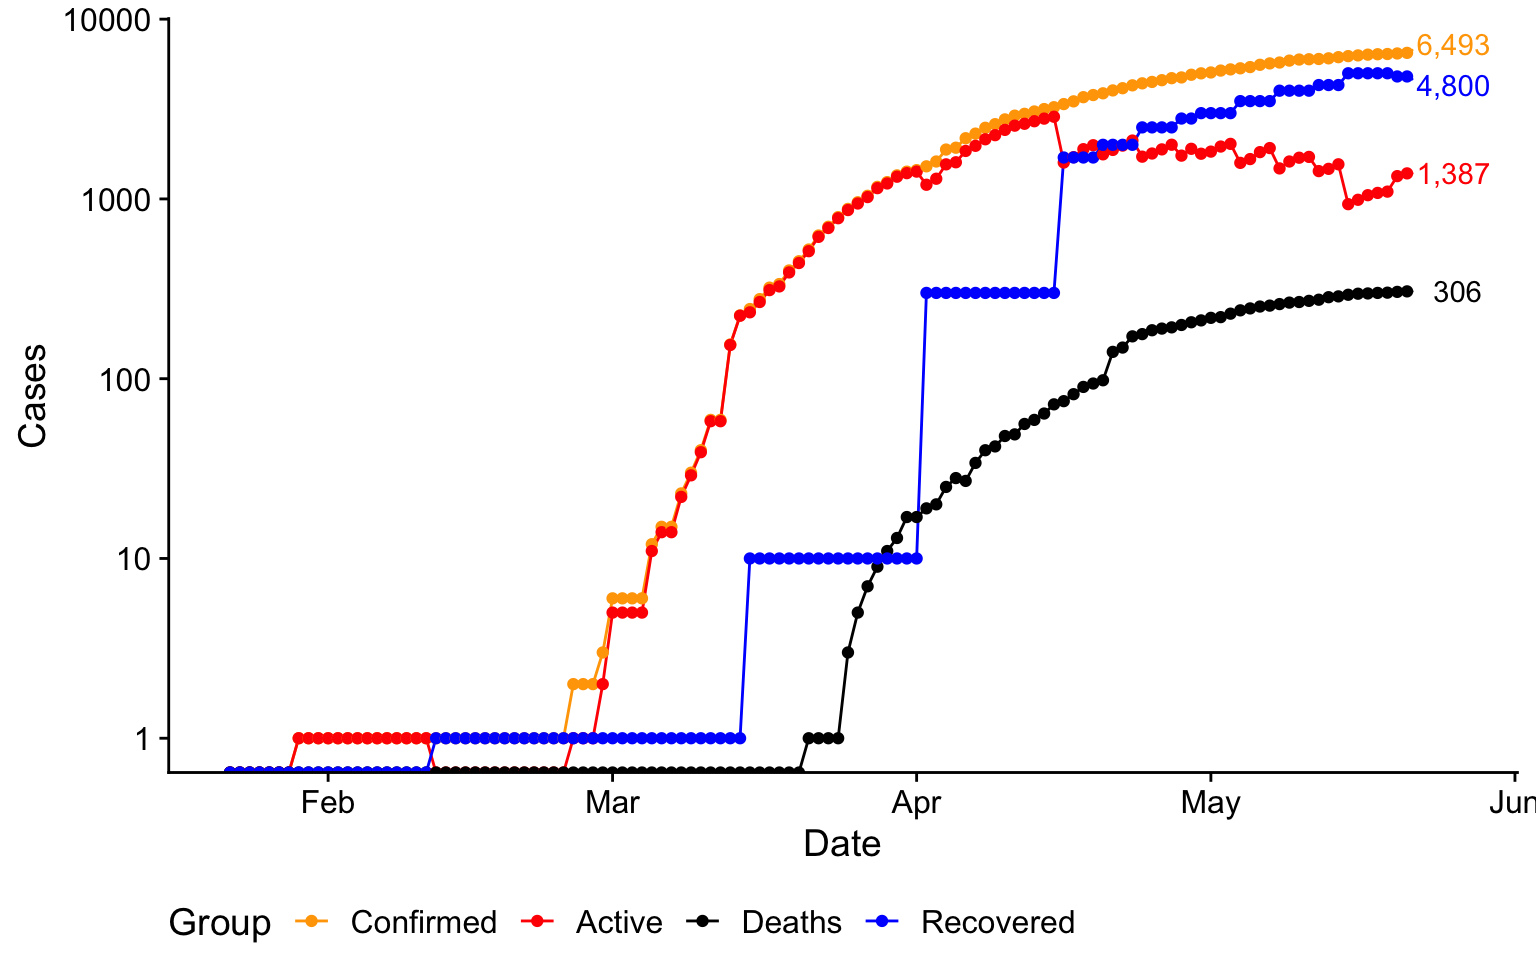 10000
1000
100
10
1
Cases
6,493
4,800
1,387
306
Feb Mar Apr May Jun
Date
Group Confirmed Active Deaths Recovered